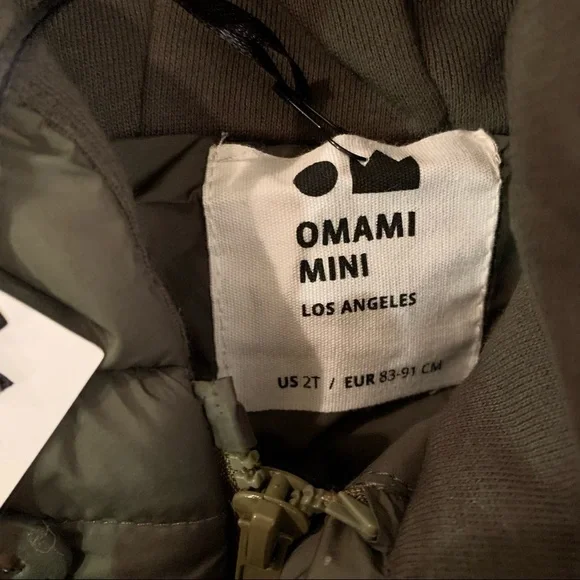 OMAMI
MINI
LOS ANGELES
US 2T / EUR 83-91 CM